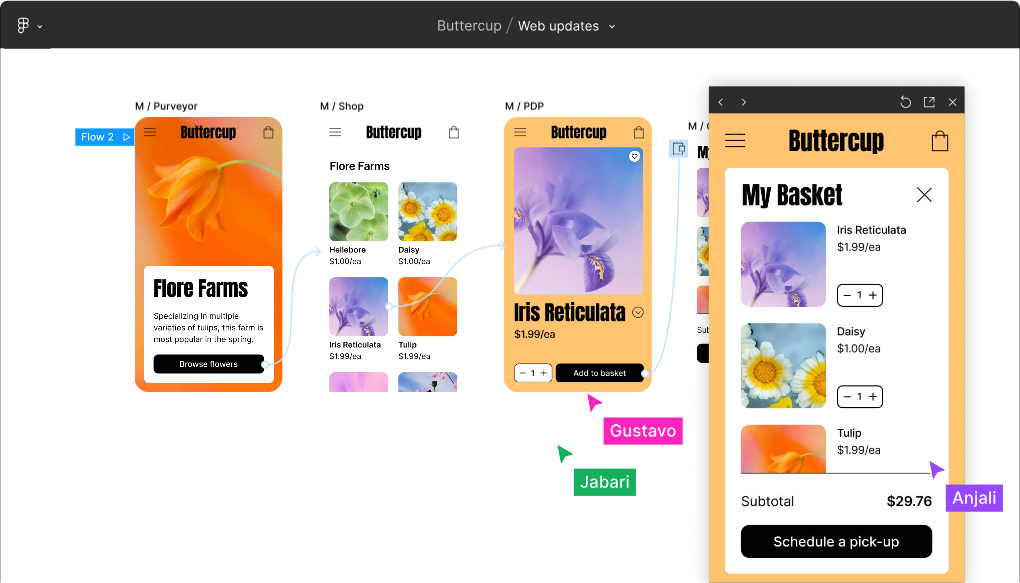 Buttercup / Web updates
M / Purveyor
Flow 2
Buttercup
Flore Farms
Specializing in multiple
varieties of tulips, this farm is
most popular in the spring.
Browse flowers
M / Shop
Buttercup
Flore Farms
Hellebore
$1.00/ea
Daisy
$1.00/ea
Iris Reticulata
$1.99/ea
Tulip
$1.99/ea
M / PDP
Buttercup
Iris Reticulata
$1.99/ea
− 1 +
Add to basket
Gustavo
Jabari
M /
Sub
Buttercup
My Basket
Iris Reticulata
$1.99/ea
− 1 +
Daisy
$1.00/ea
− 1 +
Tulip
$1.99/ea
Anjali
Subtotal
$29.76
Schedule a pick-up